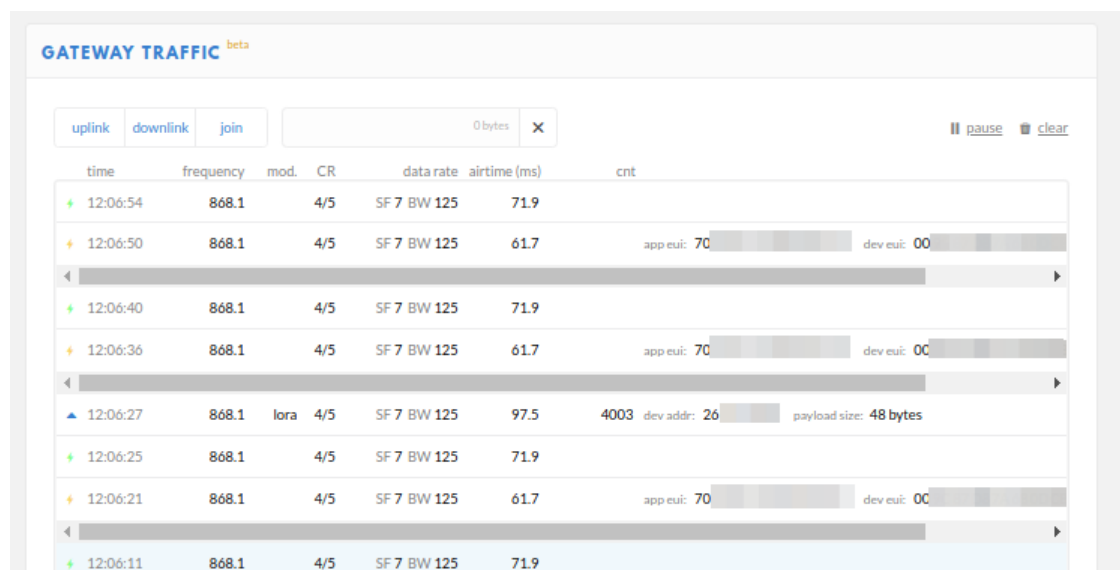 GATEWAY TRAFFIC beta
uplink downlink join 0 bytes pause clear
time frequency mod. CR data rate airtime (ms) cnt
12:06:54 868.1 4/5 SF 7 BW 125 71.9
12:06:50 868.1 4/5 SF 7 BW 125 61.7 app eui: 70 dev eui: 00
12:06:40 868.1 4/5 SF 7 BW 125 71.9
12:06:36 868.1 4/5 SF 7 BW 125 61.7 app eui: 70 dev eui: 00
12:06:27 868.1 lora 4/5 SF 7 BW 125 97.5 4003 dev addr: 26 payload size: 48 bytes
12:06:25 868.1 4/5 SF 7 BW 125 71.9
12:06:21 868.1 4/5 SF 7 BW 125 61.7 app eui: 70 dev eui: 00
12:06:11 868.1 4/5 SF 7 BW 125 71.9